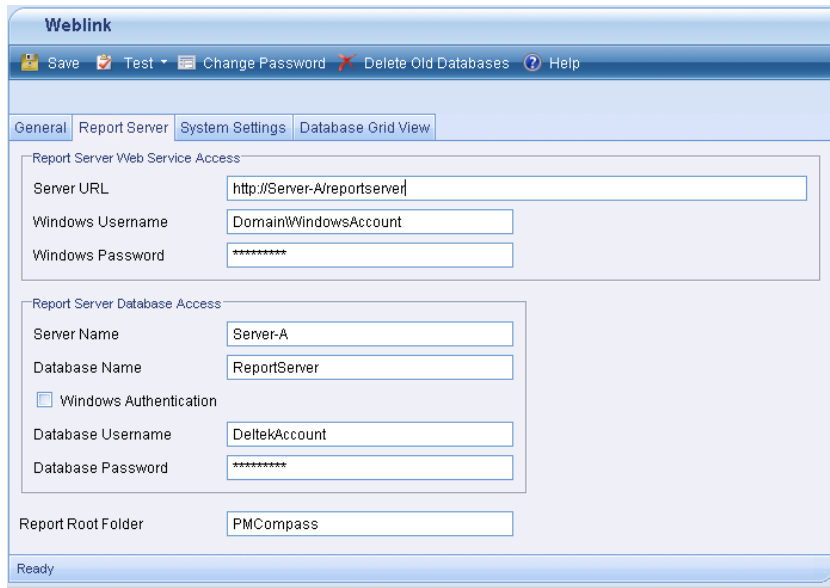 Weblink
Save Test Change Password Delete Old Databases Help
General Report Server System Settings Database Grid View
Report Server Web Service Access
Server URL http://Server-A/reportserver
Windows Username Domain\WindowsAccount
Windows Password *********
Report Server Database Access
Server Name Server-A
Database Name ReportServer
Windows Authentication
Database Username DeltekAccount
Database Password *********
Report Root Folder PMCompass
Ready